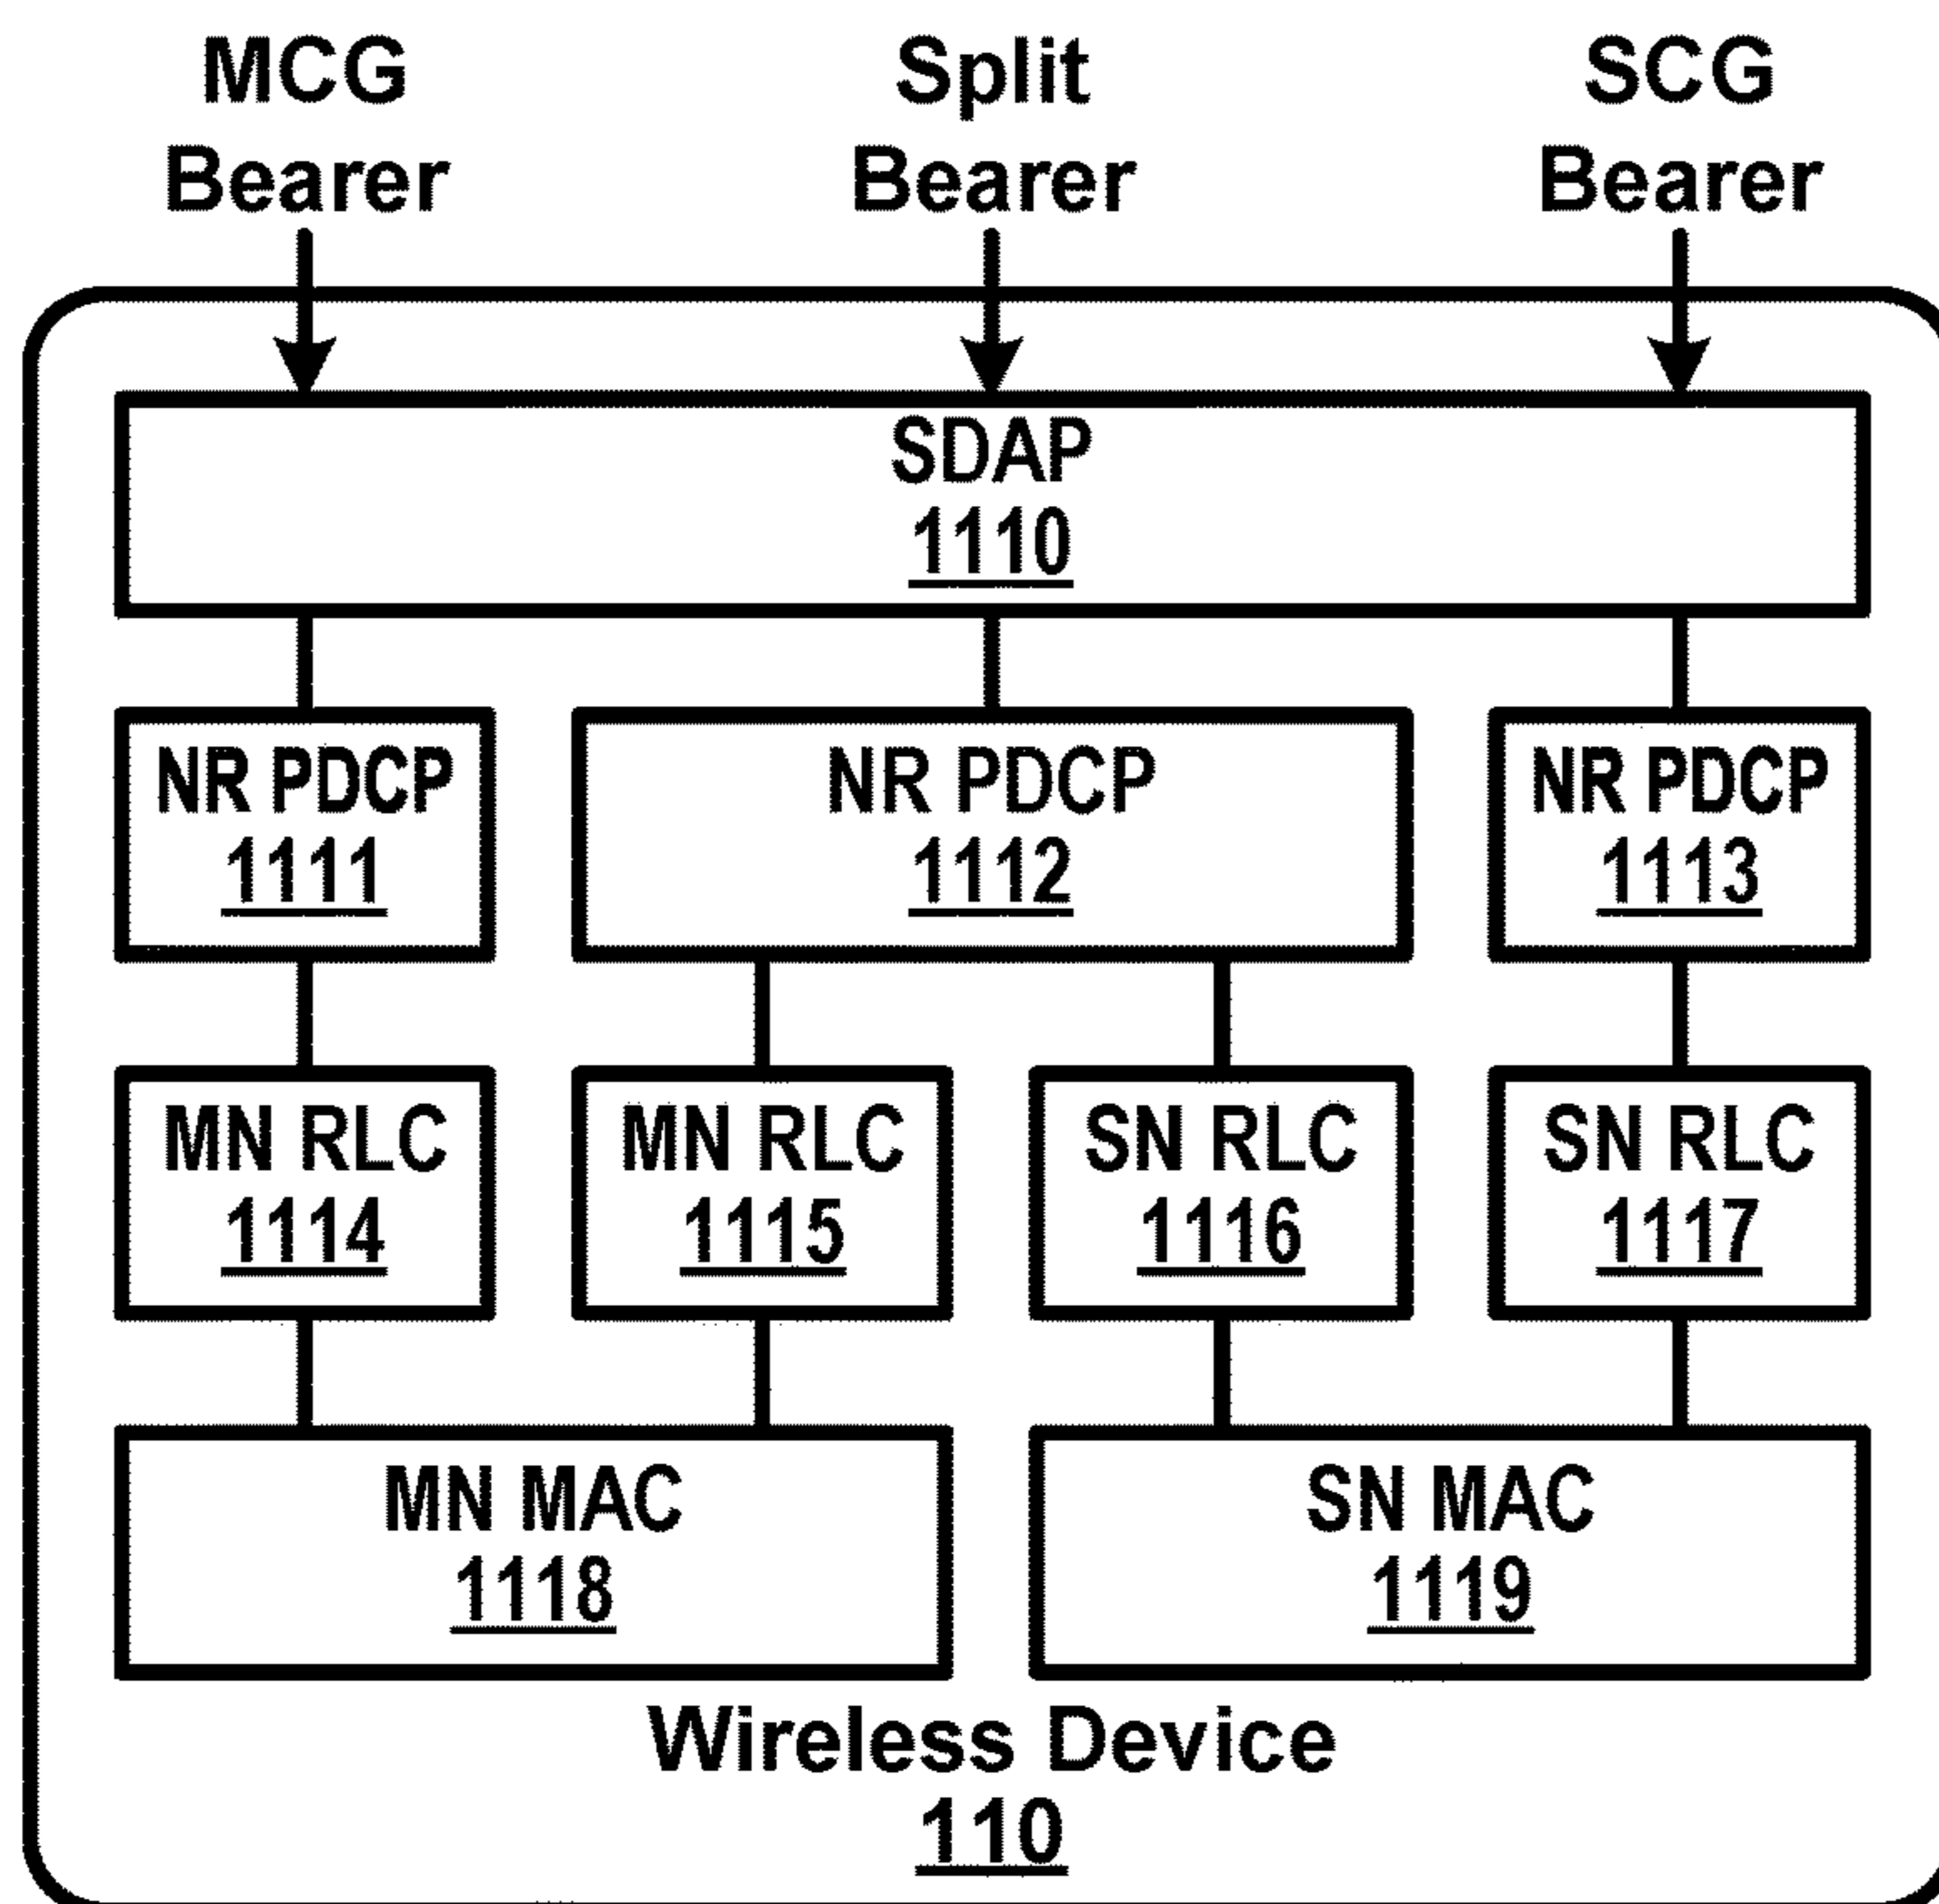 MCG
Bearer
Split
Bearer
SCG
Bearer
SDAP
1110
NR PDCP
1111
NR PDCP
1112
NR PDCP
1113
MN RLC
1114
MN RLC
1115
SN RLC
1116
SN RLC
1117
MN MAC
1118
SN MAC
1119
Wireless Device
110